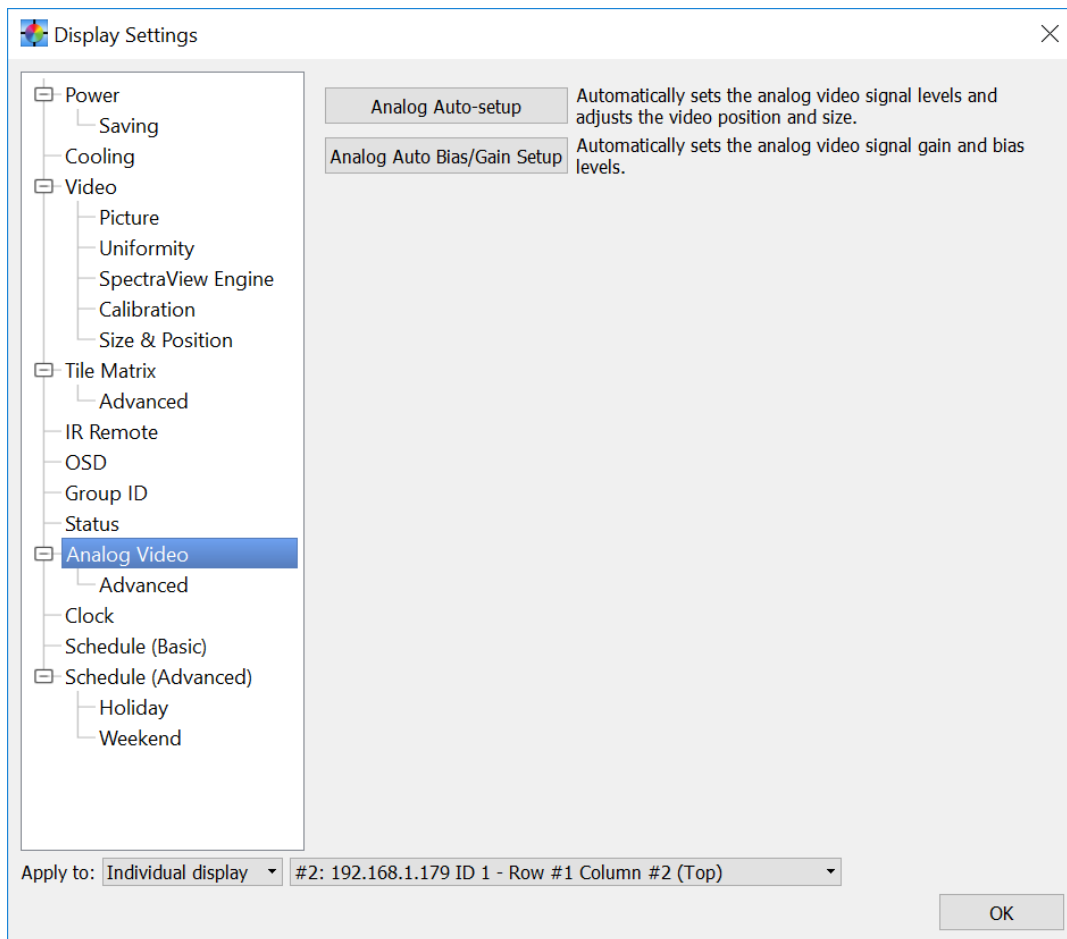 Display Settings
Power
Saving
Cooling
Video
Picture
Uniformity
SpectraView Engine
Calibration
Size & Position
Tile Matrix
Advanced
IR Remote
OSD
Group ID
Status
Analog Video
Advanced
Clock
Schedule (Basic)
Schedule (Advanced)
Holiday
Weekend
Analog Auto-setup
Automatically sets the analog video signal levels and
adjusts the video position and size.
Analog Auto Bias/Gain Setup
Automatically sets the analog video signal gain and bias
levels.
Apply to: Individual display #2: 192.168.1.179 ID 1 - Row #1 Column #2 (Top)
OK